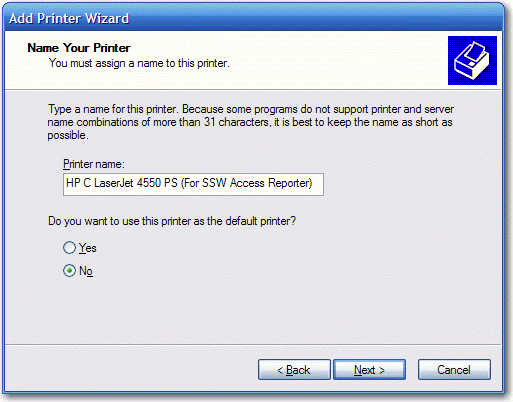 Add Printer Wizard
Name Your Printer
You must assign a name to this printer.
Type a name for this printer. Because some programs do not support printer and server
name combinations of more than 31 characters, it is best to keep the name as short as
possible.
Printer name:
HP C LaserJet 4550 PS (For SSW Access Reporter)
Do you want to use this printer as the default printer?
Yes
No
< Back
Next >
Cancel